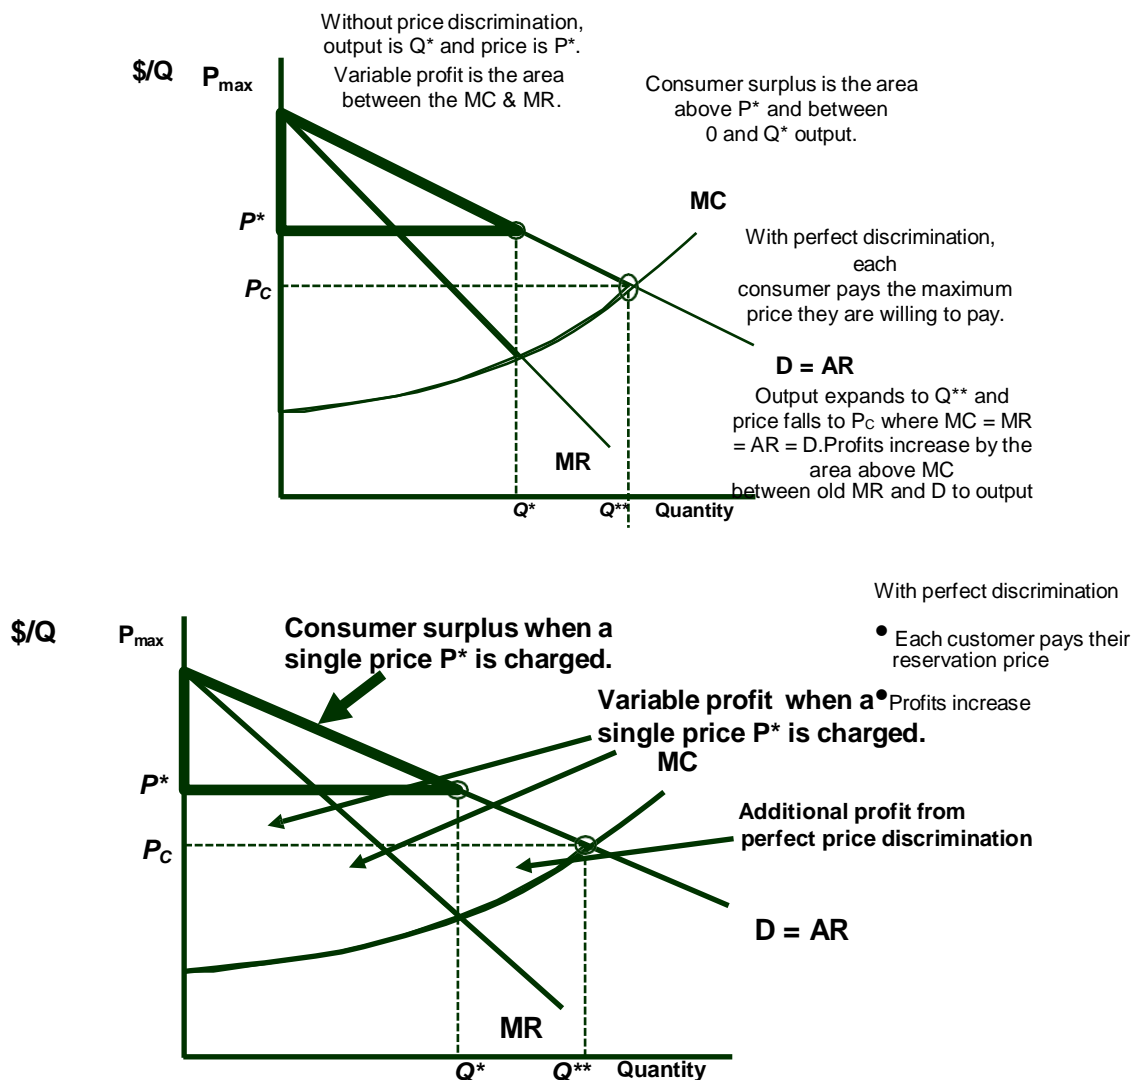 Without price discrimination,
output is Q* and price is P*.
Variable profit is the area
between the MC & MR.
$/Q
Pmax
Consumer surplus is the area
above P* and between
0 and Q* output.
MC
P*
With perfect discrimination,
each
consumer pays the maximum
price they are willing to pay.
PC
D = AR
Output expands to Q** and
price falls to PC where MC = MR
= AR = D.Profits increase by the
area above MC
between old MR and D to output
MR
Q*
Q**
Quantity
With perfect discrimination
$/Q
Pmax
Consumer surplus when a
single price P* is charged.
• Each customer pays their
reservation price
Variable profit when a
single price P* is charged.
•Profits increase
MC
P*
Additional profit from
perfect price discrimination
PC
D = AR
MR
Q*
Q**
Quantity